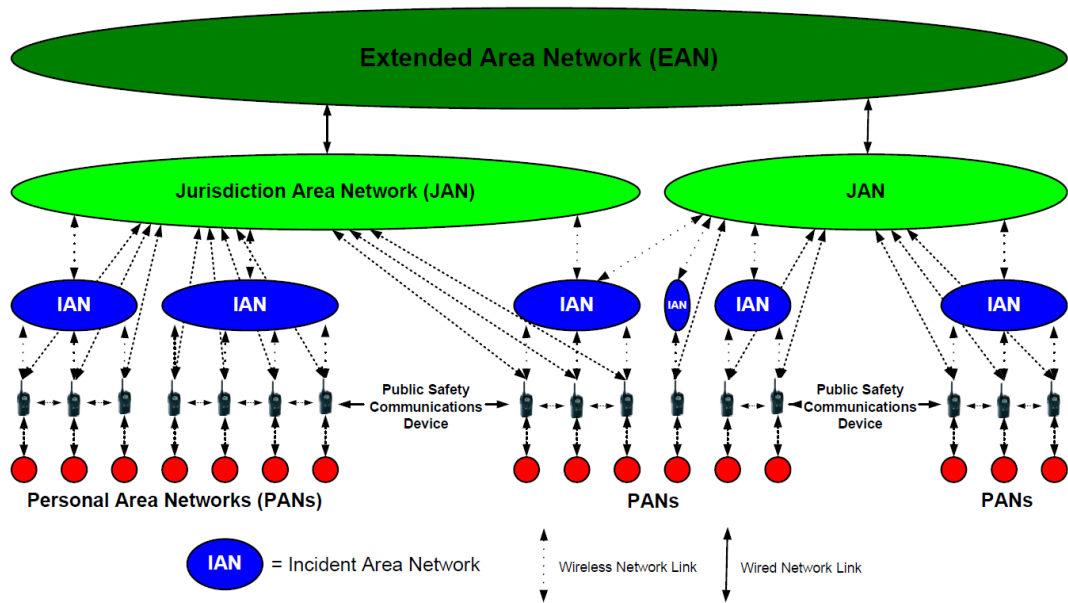 Extended Area Network (EAN)
Jurisdiction Area Network (JAN)
JAN
IAN
IAN
IAN
IAN
IAN
IAN
Public Safety
Communications
Device
Public Safety
Communications
Device
Personal Area Networks (PANs)
PANs
PANs
IAN
= Incident Area Network
Wireless Network Link
Wired Network Link